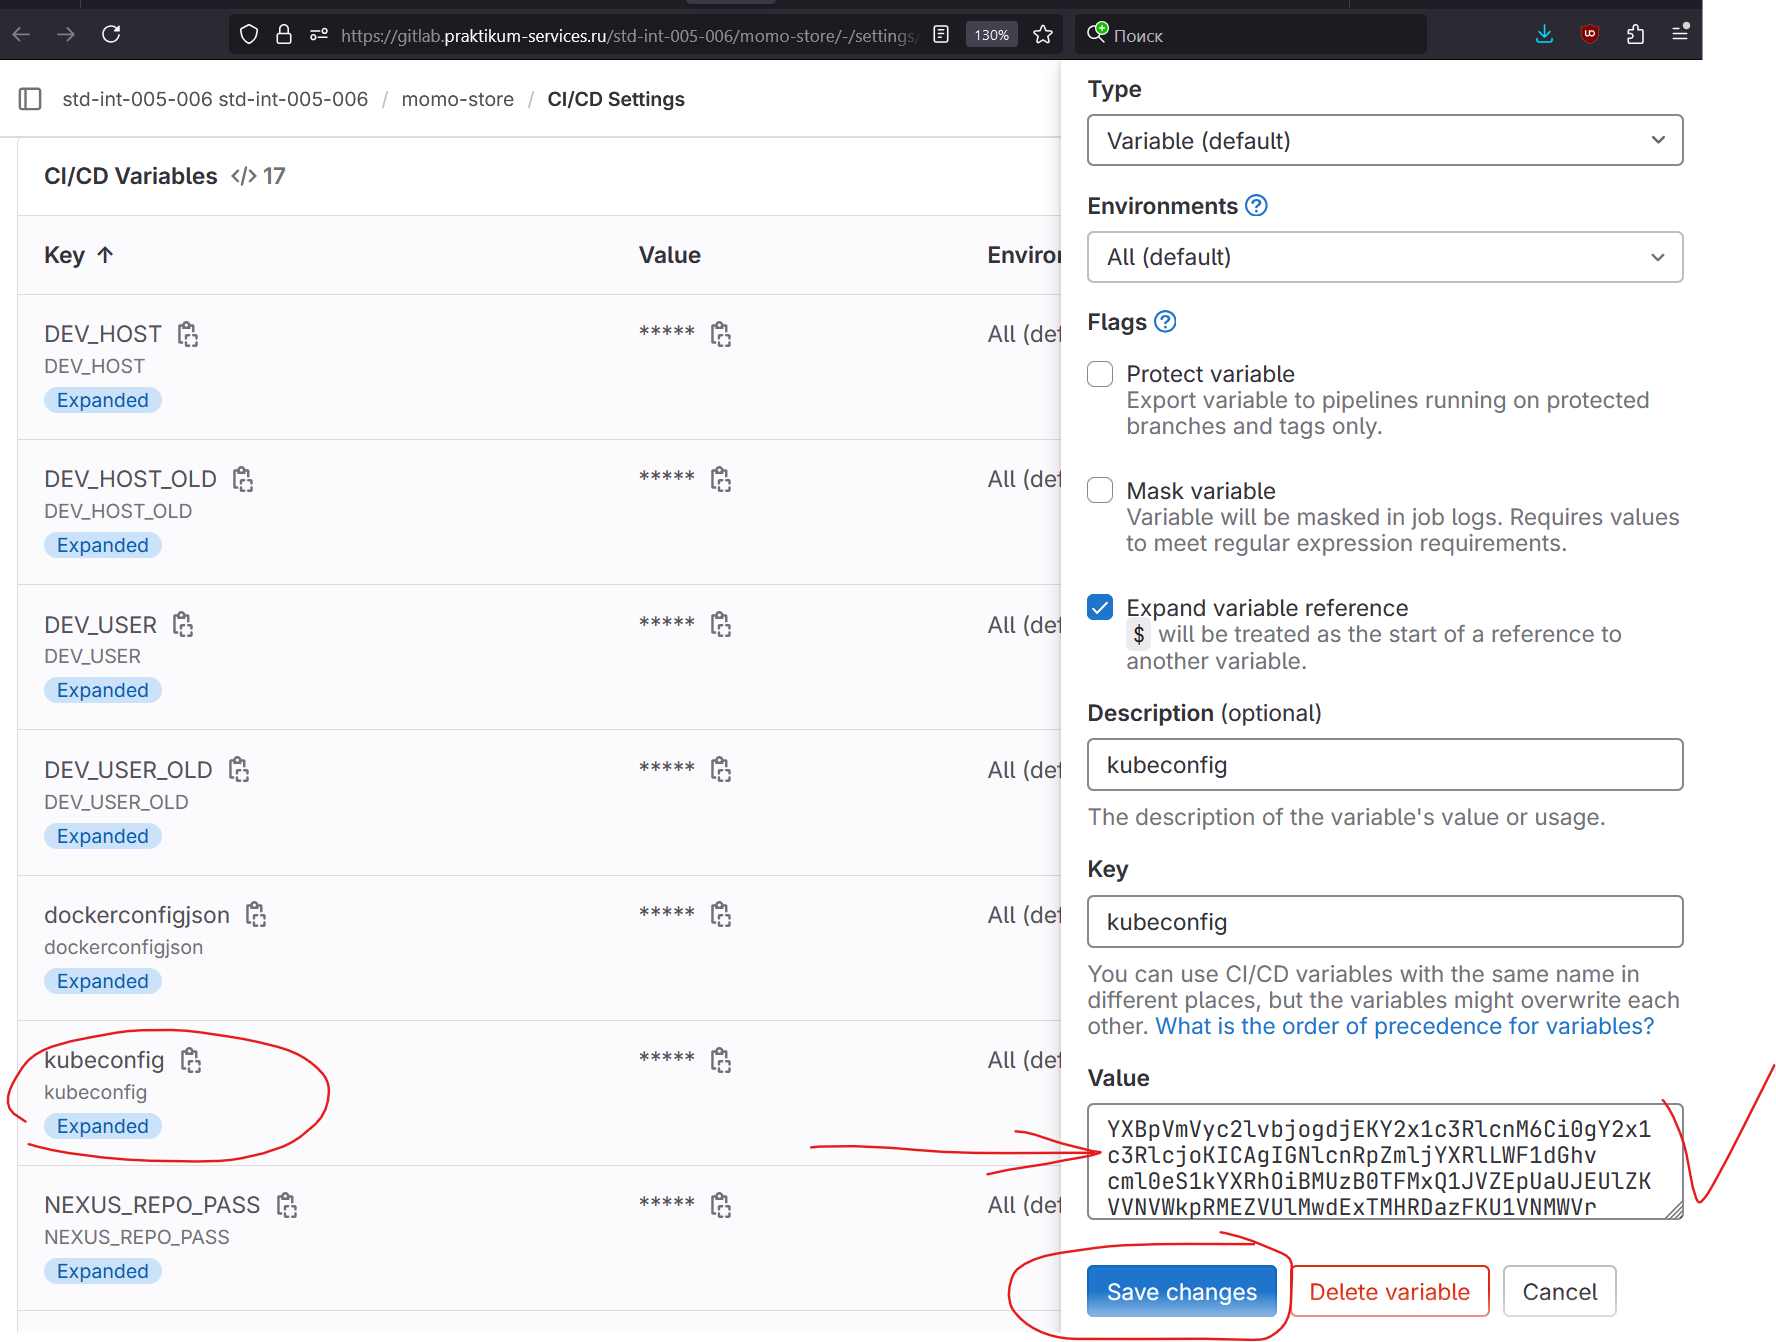 https://gitlab.praktikum-services.ru/std-int-005-006/momo-store/-/settings/
130%
Поиск
std-int-005-006 std-int-005-006 / momo-store / CI/CD Settings
CI/CD Variables </> 17
Key ↑ Value Environ
DEV_HOST ***** All (def
DEV_HOST
Expanded
DEV_HOST_OLD ***** All (def
DEV_HOST_OLD
Expanded
DEV_USER ***** All (def
DEV_USER
Expanded
DEV_USER_OLD ***** All (def
DEV_USER_OLD
Expanded
dockerconfigjson ***** All (def
dockerconfigjson
Expanded
kubeconfig ***** All (def
kubeconfig
Expanded
NEXUS_REPO_PASS ***** All (def
NEXUS_REPO_PASS
Expanded
Type
Variable (default)
Environments ?
All (default)
Flags ?
Protect variable
Export variable to pipelines running on protected
branches and tags only.
Mask variable
Variable will be masked in job logs. Requires values
to meet regular expression requirements.
Expand variable reference
$ will be treated as the start of a reference to
another variable.
Description (optional)
kubeconfig
The description of the variable's value or usage.
Key
kubeconfig
You can use CI/CD variables with the same name in
different places, but the variables might overwrite each
other. What is the order of precedence for variables?
Value
YXBpVmVyc2lvbjogdjEKY2x1c3RlcnM6Ci0gY2x1
c3RlcjoKICAgIGNlcnRpZmljYXRlLWF1dGhv
cml0eS1kYXRhOiBMUzB0TFMxQ1JVZEpUaUJEUlZK
VVNVWkpRMEZVUlMwdExTMHRDazFKU1VNMWVr
Save changes
Delete variable
Cancel